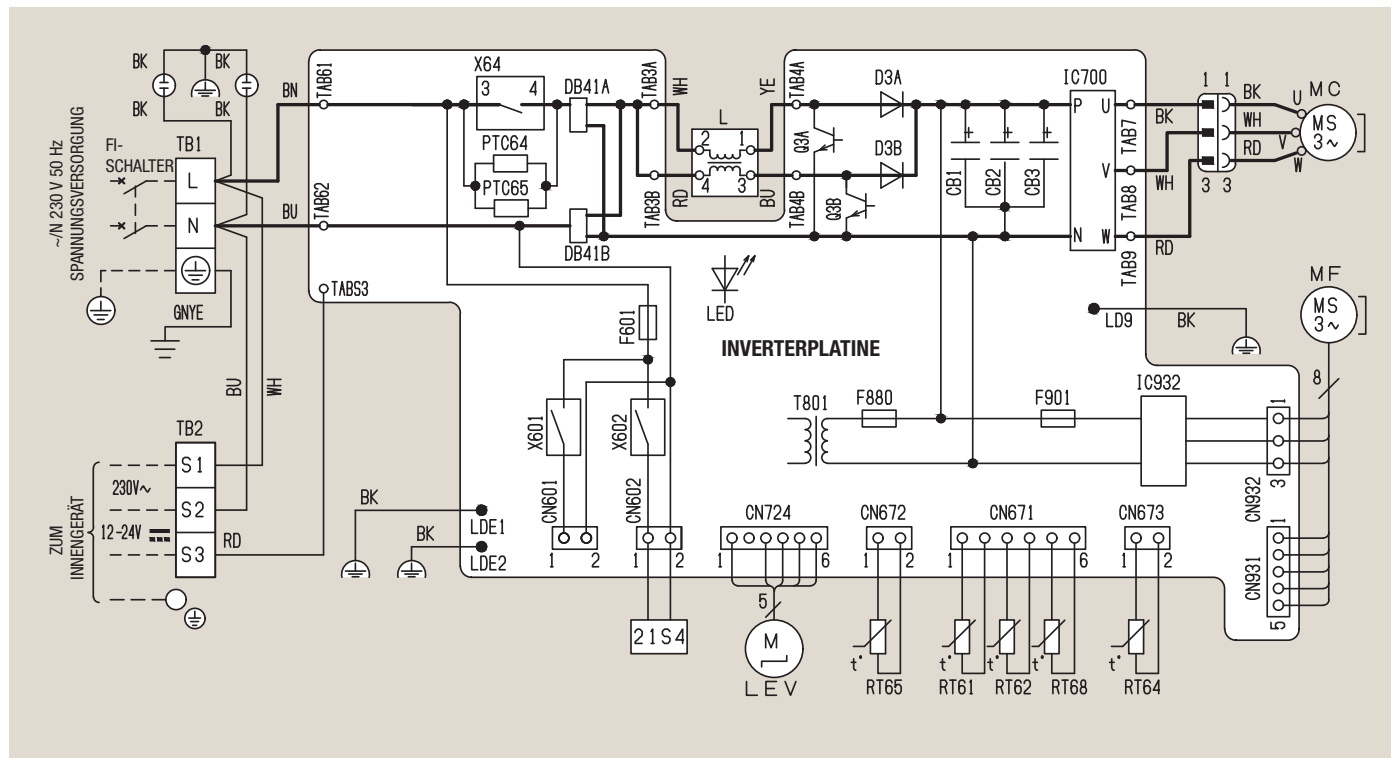 ~/N 230 V 50 Hz
SPANNUNGSVERSORGUNG
FI-
SCHALTER
BK
BK
BK
BK
TB1
L
N
GNYE
BN
BU
BU
WH
TB2
S1
S2
S3
230V~
12-24V
ZUM
INNENGERÄT
RD
TAB61
TAB62
TABS3
X64
3 4
PTC64
PTC65
DB41A
DB41B
TAB3A
TAB3B
WH
RD
L
2 1
4 3
YE
BU
TAB4A
TAB4B
Q3A
Q3B
D3A
D3B
CB1
CB2
CB3
IC700
P U
V
N W
TAB7
TAB8
TAB9
BK
WH
RD
1 1
3 3
BK
WH
RD
U
V
W
MC
MS
3~
LED
INVERTERPLATINE
LD9
BK
MF
MS
3~
8
F601
X601
X602
CN601
CN602
1 2
1 2
21S4
BK
BK
LDE1
LDE2
T801
F880
F901
IC932
1
3
CN932
1
5
CN931
CN724
1 6
5
M
LEV
CN672
1 2
t°
RT65
CN671
1 6
t°
t°
t°
RT61
RT62
RT68
CN673
1 2
t°
RT64